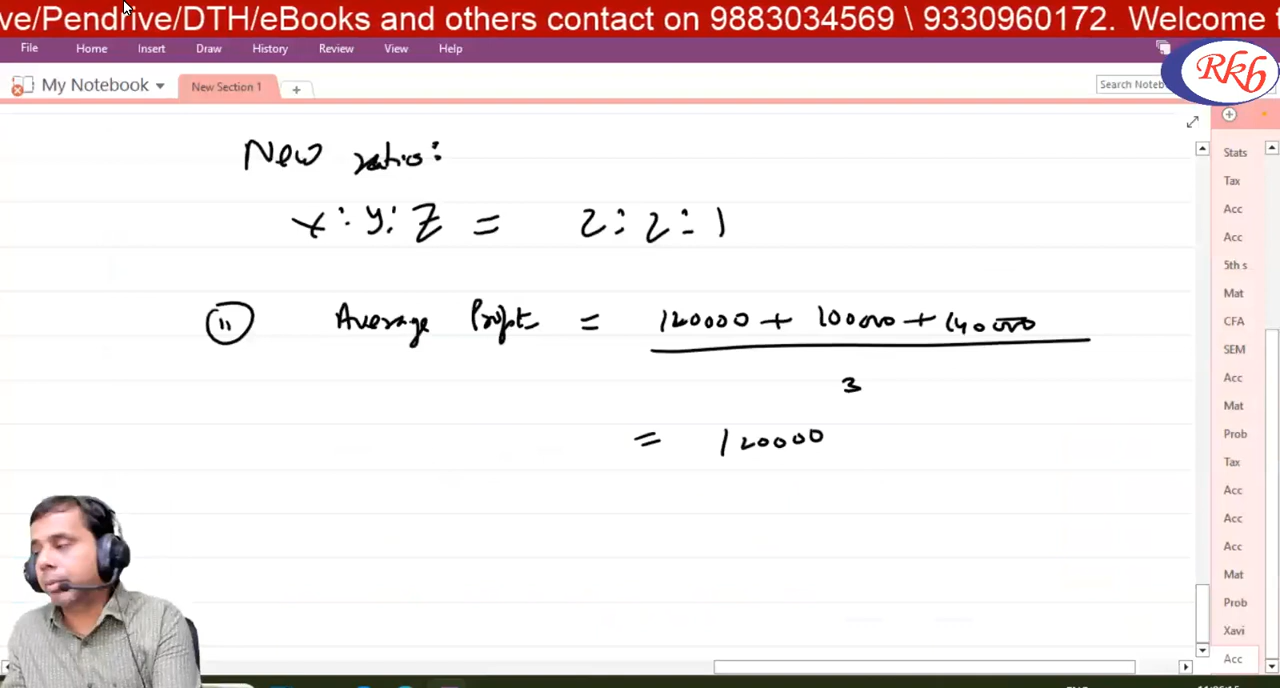 ve/Pendrive/DTH/eBooks and others contact on 9883034569 \ 9330960172. Welcome t
File Home Insert Draw History Review View Help
Rkb
My Notebook New Section 1 + Search Noteb
New ratio:
X : Y : Z = 2 : 2 : 1
(ii) Average Profit = 120000 + 100000 + 140000
3
= 120000
Stats
Tax
Acc
Acc
5th s
Mat
CFA
SEM
Acc
Mat
Prob
Tax
Acc
Acc
Acc
Mat
Prob
Xavi
Acc